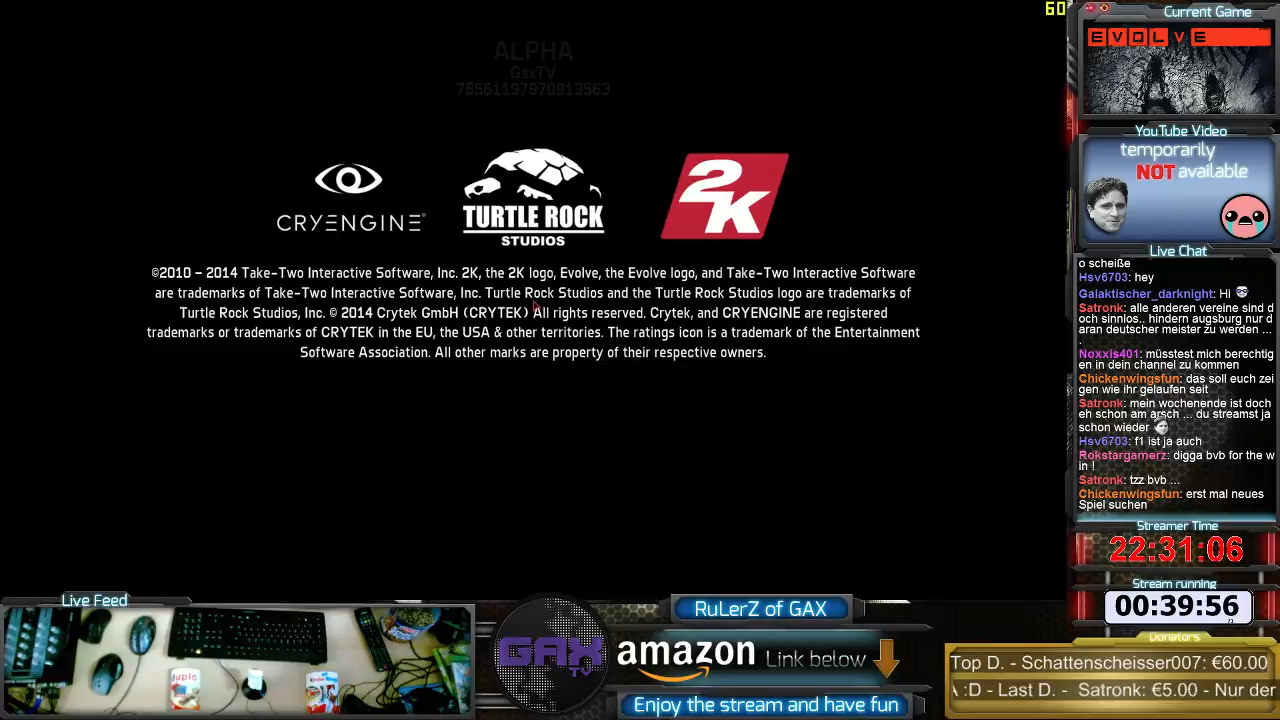 60
ALPHA
GaxTV
76561197970913563
CRYENGINE®
TURTLE ROCK
STUDIOS
2K
©2010 – 2014 Take-Two Interactive Software, Inc. 2K, the 2K logo, Evolve, the Evolve logo, and Take-Two Interactive Software
are trademarks of Take-Two Interactive Software, Inc. Turtle Rock Studios and the Turtle Rock Studios logo are trademarks of
Turtle Rock Studios, Inc. © 2014 Crytek GmbH (CRYTEK) All rights reserved. Crytek, and CRYENGINE are registered
trademarks or trademarks of CRYTEK in the EU, the USA & other territories. The ratings icon is a trademark of the Entertainment
Software Association. All other marks are property of their respective owners.
Current Game
EVOLVE
YouTube Video
temporarily
NOT available
Live Chat
o scheiße
Hsv6703: hey
Galaktischer_darknight: Hi
Satronk: alle anderen vereine sind d
och sinnlos.. hindern augsburg nur d
aran deutscher meister zu werden ...
.
Noxxis401: müsstest mich berechtig
en in dein channel zu kommen
Chickenwingsfun: das soll euch zei
gen wie ihr gelaufen seit
Satronk: mein wochenende ist doch
eh schon am arsch ... du streamst ja
schon wieder
Hsv6703: f1 ist ja auch
Rokstargamerz: digga bvb for the w
in !
Satronk: tzz bvb ...
Chickenwingsfun: erst mal neues
Spiel suchen
Streamer Time
22:31:06
Stream running
00:39:56
Donators
Top D. - Schattenscheisser007: €60.00
A :D - Last D. - Satronk: €5.00 - Nur der
Live Feed
GAX
TV
RuLerZ of GAX
amazon Link below
Enjoy the stream and have fun